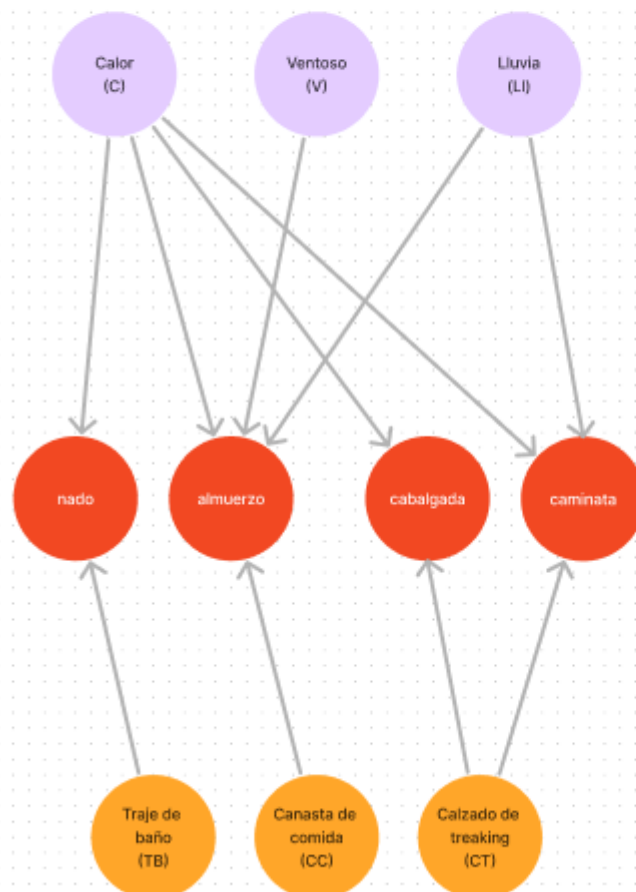 Calor
(C)
Ventoso
(V)
Lluvia
(Ll)
nado
almuerzo
cabalgada
caminata
Traje de
baño
(TB)
Canasta de
comida
(CC)
Calzado de
treaking
(CT)